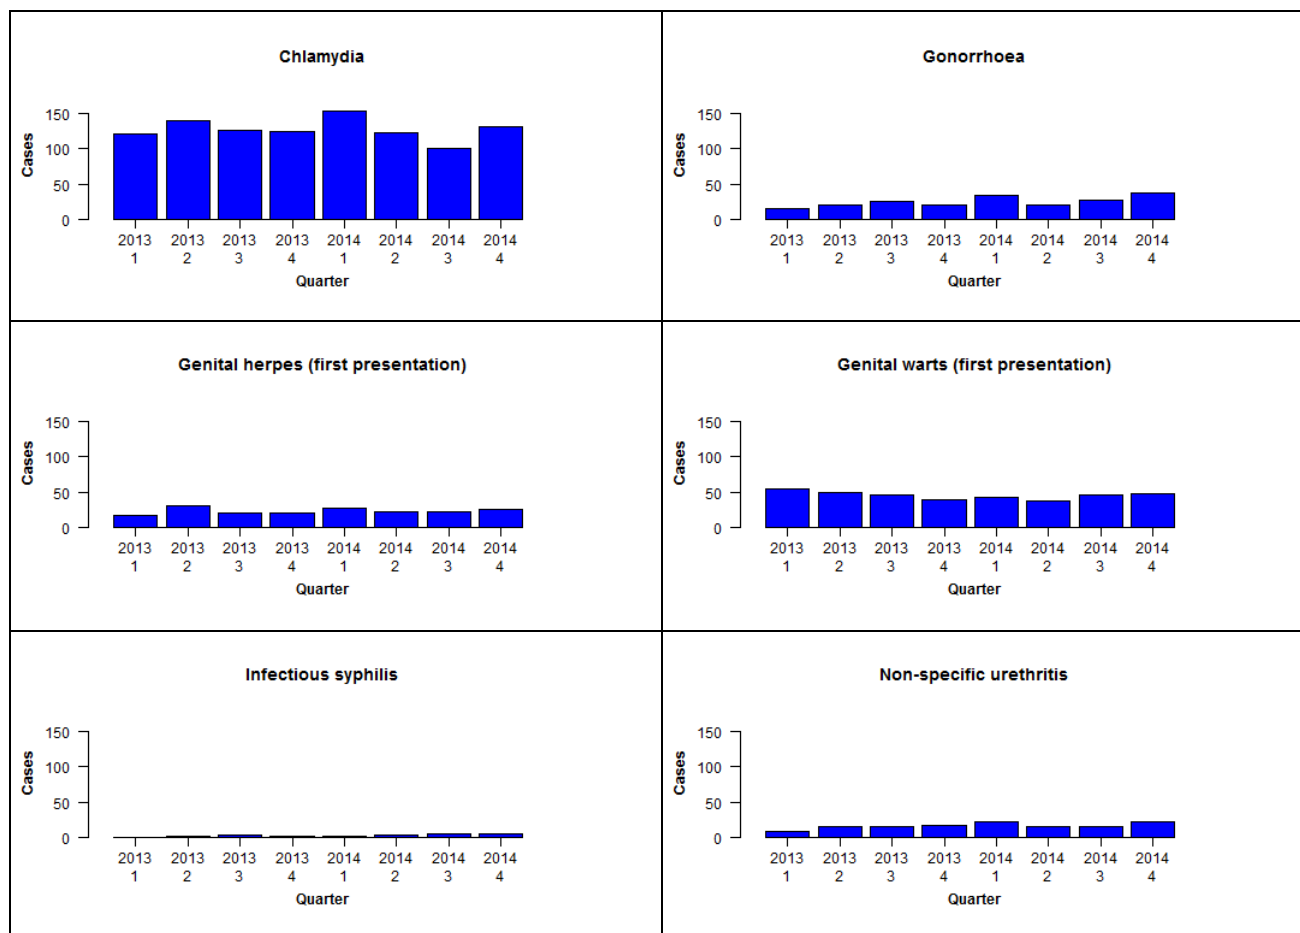 Chlamydia
Cases
150
100
50
0
2013 2013 2013 2013 2014 2014 2014 2014
1 2 3 4 1 2 3 4
Quarter
Gonorrhoea
Cases
150
100
50
0
2013 2013 2013 2013 2014 2014 2014 2014
1 2 3 4 1 2 3 4
Quarter
Genital herpes (first presentation)
Cases
150
100
50
0
2013 2013 2013 2013 2014 2014 2014 2014
1 2 3 4 1 2 3 4
Quarter
Genital warts (first presentation)
Cases
150
100
50
0
2013 2013 2013 2013 2014 2014 2014 2014
1 2 3 4 1 2 3 4
Quarter
Infectious syphilis
Cases
150
100
50
0
2013 2013 2013 2013 2014 2014 2014 2014
1 2 3 4 1 2 3 4
Quarter
Non-specific urethritis
Cases
150
100
50
0
2013 2013 2013 2013 2014 2014 2014 2014
1 2 3 4 1 2 3 4
Quarter